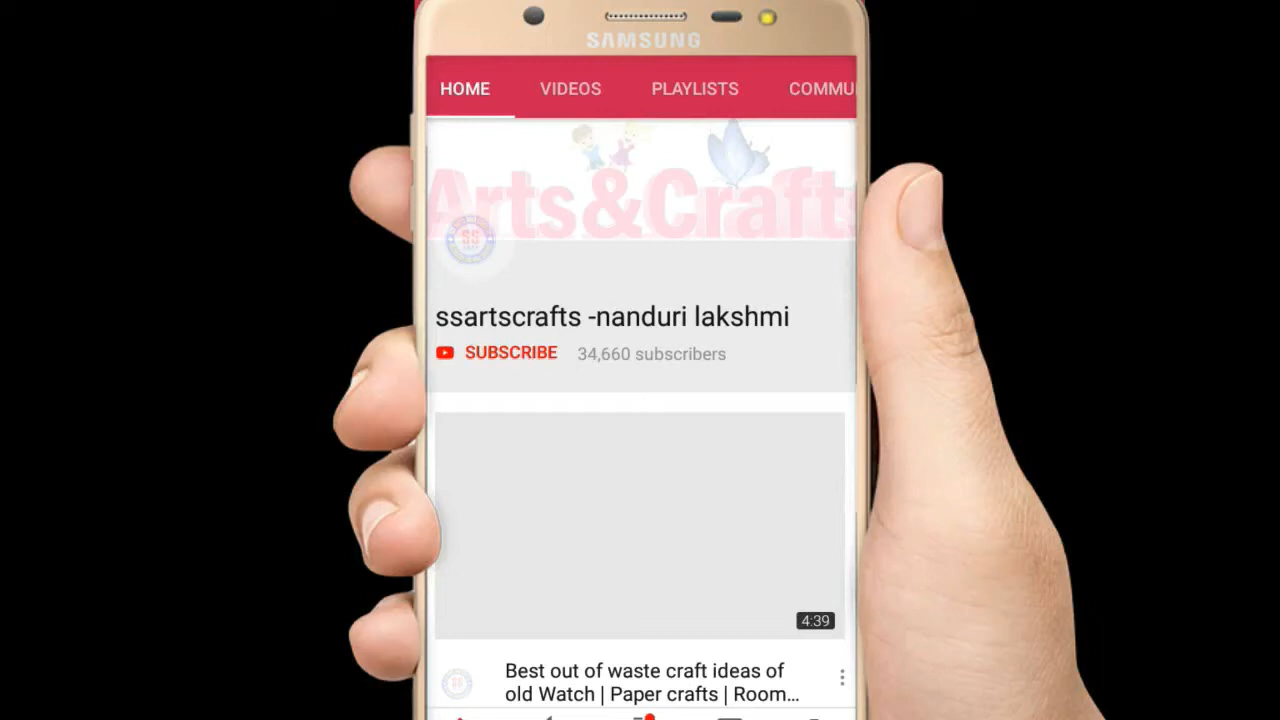 SAMSUNG
HOME VIDEOS PLAYLISTS COMMU
Arts&Crafts
SS
ssartscrafts -nanduri lakshmi
SUBSCRIBE 34,660 subscribers
4:39
Best out of waste craft ideas of
old Watch | Paper crafts | Room...